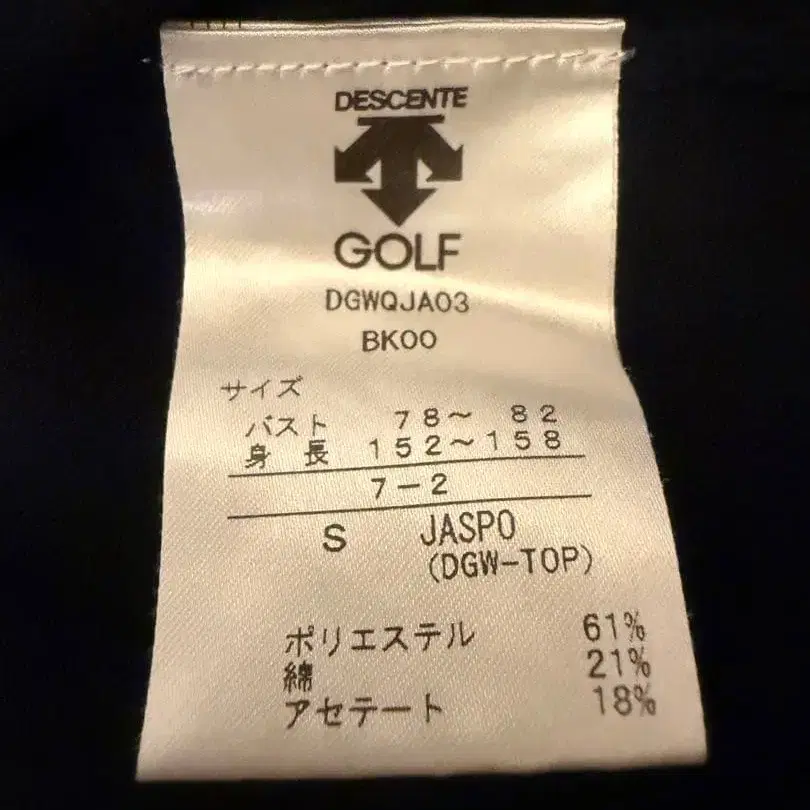 DESCENTE
GOLF
DGWQJA03
BK00
サイズ
バスト 78～ 82
身 長 152～158
7－2
S JASPO
(DGW-TOP)
ポリエステル 61%
綿 21%
アセテート 18%